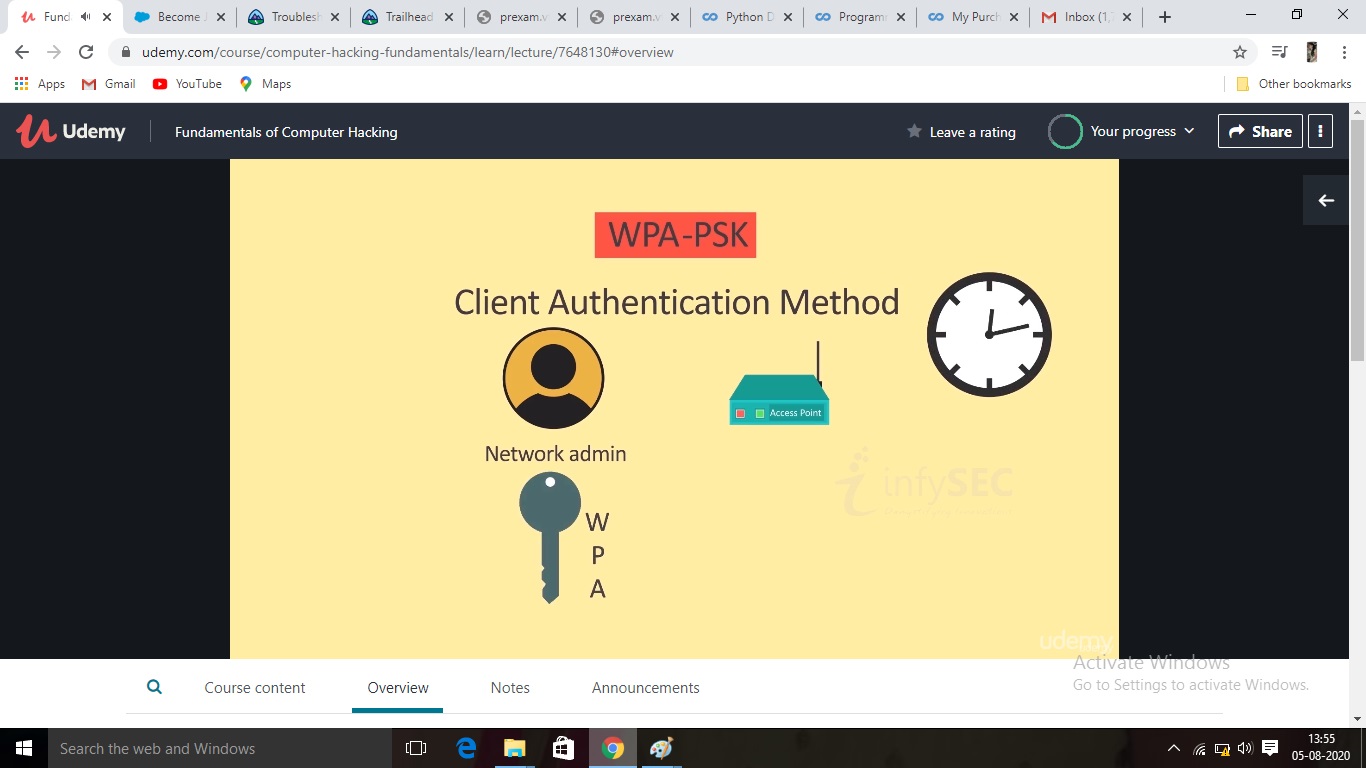 Fund
Become
Troublesh
Trailhead
prexam.v
prexam.v
Python D
Program
My Purch
Inbox (1,
udemy.com/course/computer-hacking-fundamentals/learn/lecture/7648130#overview
Apps
Gmail
YouTube
Maps
Other bookmarks
Udemy
Fundamentals of Computer Hacking
Leave a rating
Your progress
Share
WPA-PSK
Client Authentication Method
Access Point
Network admin
infySEC
W
P
A
udemy
Activate Windows
Go to Settings to activate Windows.
Course content
Overview
Notes
Announcements
Search the web and Windows
13:55
05-08-2020